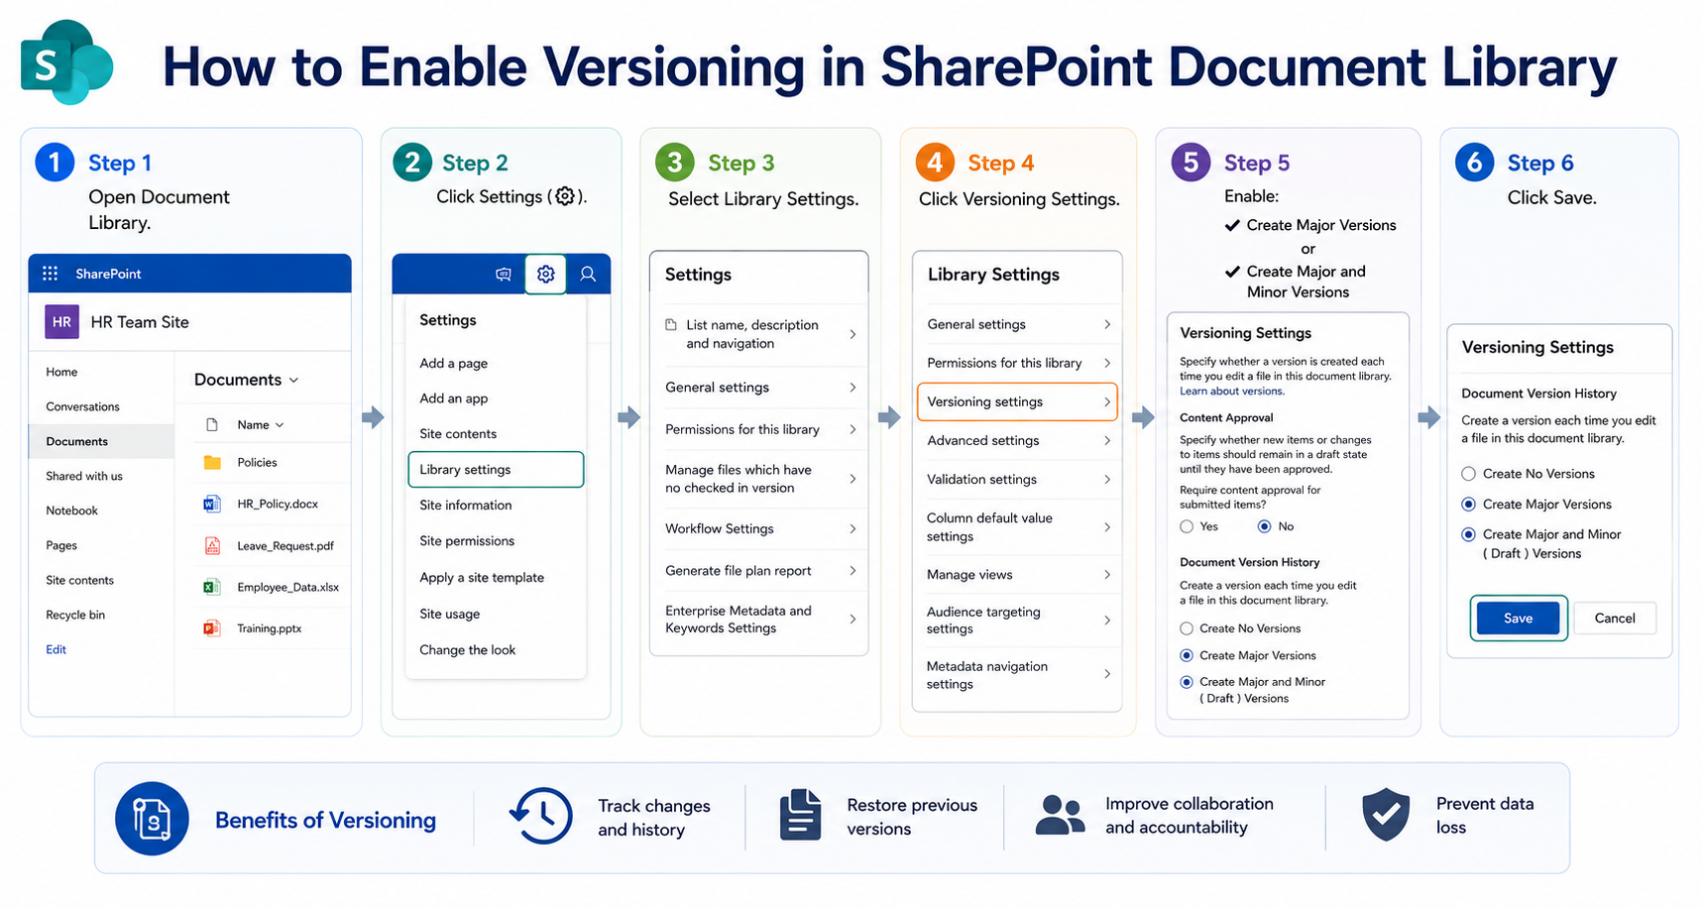 S
How to Enable Versioning in SharePoint Document Library
1
Step 1
Open Document
Library.
SharePoint
HR
HR Team Site
Home
Conversations
Documents
Shared with us
Notebook
Pages
Site contents
Recycle bin
Edit
Documents
Name
Policies
HR_Policy.docx
Leave_Request.pdf
Employee_Data.xlsx
Training.pptx
2
Step 2
Click Settings ( ).
Settings
Add a page
Add an app
Site contents
Library settings
Site information
Site permissions
Apply a site template
Site usage
Change the look
3
Step 3
Select Library Settings.
Settings
List name, description
and navigation
General settings
Permissions for this library
Manage files which have
no checked in version
Workflow Settings
Generate file plan report
Enterprise Metadata and
Keywords Settings
4
Step 4
Click Versioning Settings.
Library Settings
General settings
Permissions for this library
Versioning settings
Advanced settings
Validation settings
Column default value
settings
Manage views
Audience targeting
settings
Metadata navigation
settings
5
Step 5
Enable:
✔ Create Major Versions
or
✔ Create Major and
Minor Versions
Versioning Settings
Specify whether a version is created each
time you edit a file in this document library.
Learn about versions.
Content Approval
Specify whether new items or changes
to items should remain in a draft state
until they have been approved.
Require content approval for
submitted items?
Yes No
Document Version History
Create a version each time you edit
a file in this document library.
Create No Versions
Create Major Versions
Create Major and Minor
( Draft ) Versions
6
Step 6
Click Save.
Versioning Settings
Document Version History
Create a version each time you edit
a file in this document library.
Create No Versions
Create Major Versions
Create Major and Minor
( Draft ) Versions
Save Cancel
S
Benefits of Versioning
Track changes
and history
Restore previous
versions
Improve collaboration
and accountability
Prevent data
loss